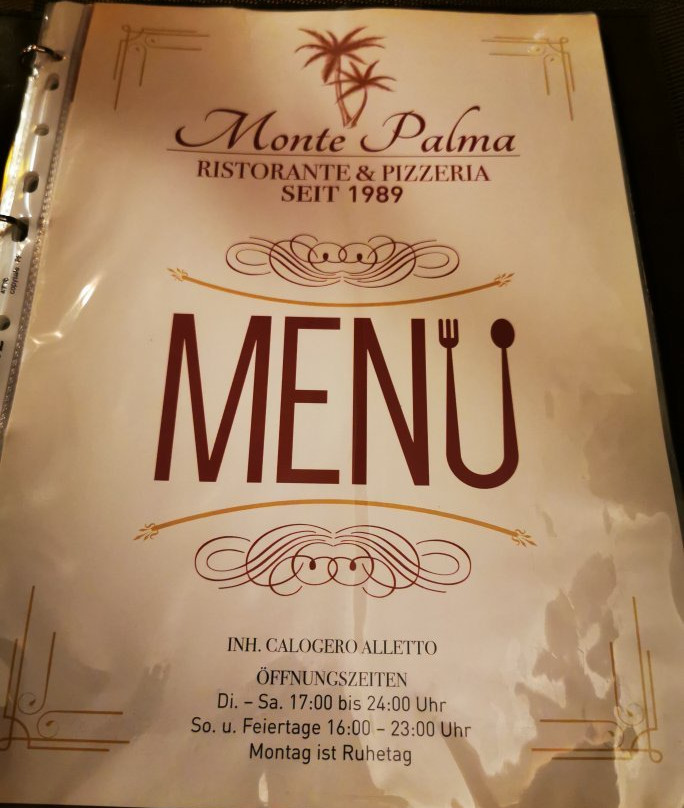 Monte Palma
RISTORANTE & PIZZERIA
SEIT 1989
MENÜ
INH. CALOGERO ALLETTO
ÖFFNUNGSZEITEN
Di. – Sa. 17:00 bis 24:00 Uhr
So. u. Feiertage 16:00 – 23:00 Uhr
Montag ist Ruhetag